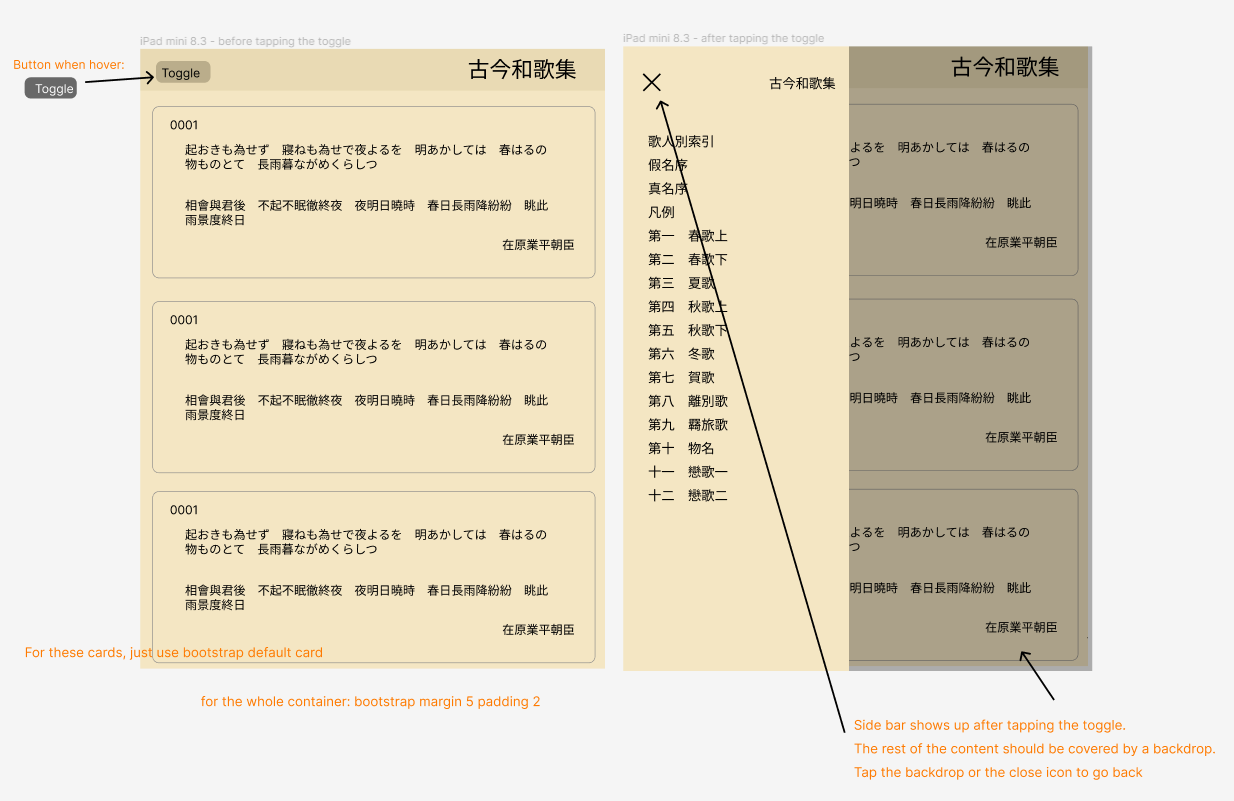 iPad mini 8.3 - before tapping the toggle
Button when hover:
Toggle
Toggle
古今和歌集
0001
起おきも為せず　寝ねも為せで夜よるを　明あかしては　春はるの
物ものとて　長雨暮ながめくらしつ
相會與君後　不起不眠徹終夜　夜明日曉時　春日長雨降紛紛　眺此
雨景度終日
在原業平朝臣
0001
起おきも為せず　寝ねも為せで夜よるを　明あかしては　春はるの
物ものとて　長雨暮ながめくらしつ
相會與君後　不起不眠徹終夜　夜明日曉時　春日長雨降紛紛　眺此
雨景度終日
在原業平朝臣
0001
起おきも為せず　寝ねも為せで夜よるを　明あかしては　春はるの
物ものとて　長雨暮ながめくらしつ
相會與君後　不起不眠徹終夜　夜明日曉時　春日長雨降紛紛　眺此
雨景度終日
在原業平朝臣
For these cards, just use bootstrap default card
for the whole container: bootstrap margin 5 padding 2
iPad mini 8.3 - after tapping the toggle
古今和歌集
古今和歌集
歌人別索引
假名序
真名序
凡例
第一　春歌上
第二　春歌下
第三　夏歌
第四　秋歌上
第五　秋歌下
第六　冬歌
第七　賀歌
第八　離別歌
第九　羇旅歌
第十　物名
十一　戀歌一
十二　戀歌二
よるを　明あかしては　春はるの
つ
明日曉時　春日長雨降紛紛　眺此
在原業平朝臣
よるを　明あかしては　春はるの
つ
明日曉時　春日長雨降紛紛　眺此
在原業平朝臣
よるを　明あかしては　春はるの
つ
明日曉時　春日長雨降紛紛　眺此
在原業平朝臣
Side bar shows up after tapping the toggle.
The rest of the content should be covered by a backdrop.
Tap the backdrop or the close icon to go back